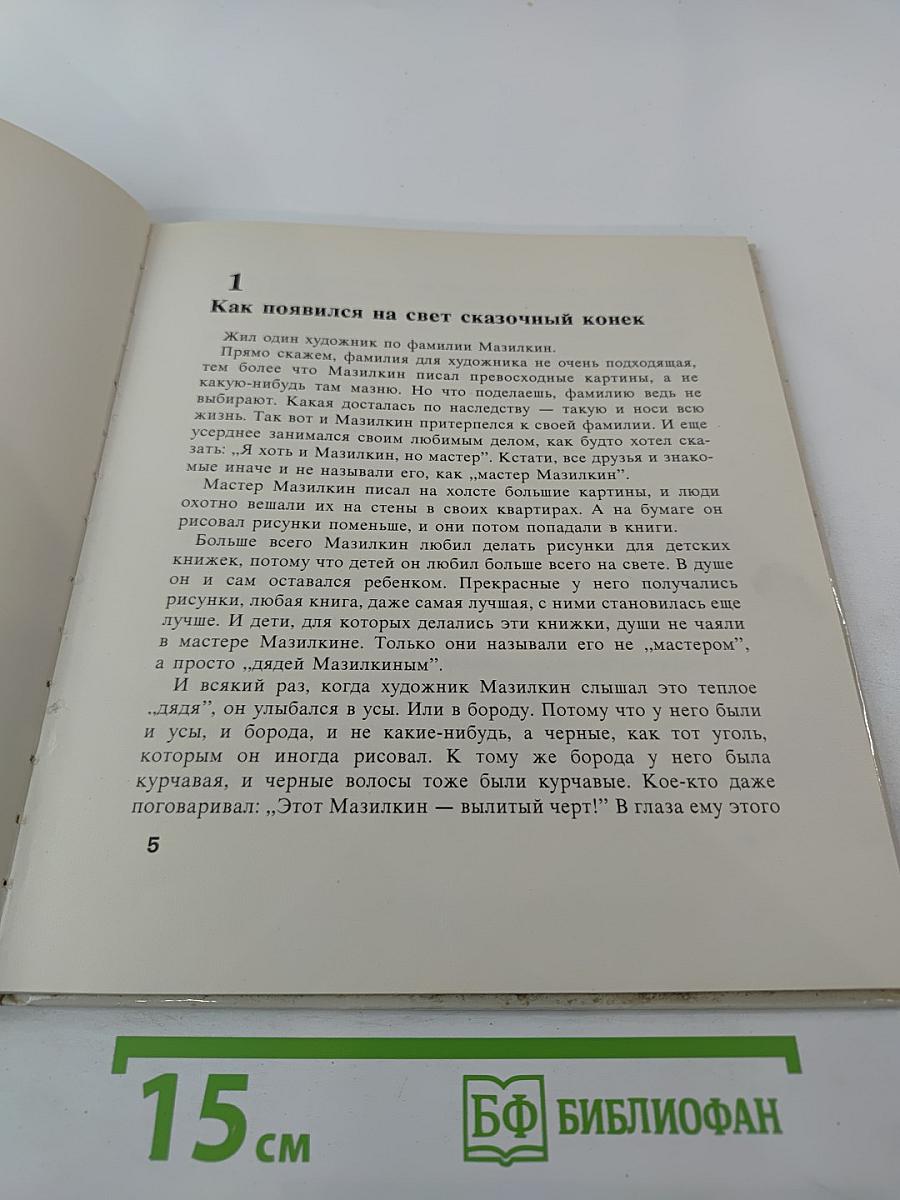 1
Как появился на свет сказочный конек
Жил один художник по фамилии Мазилкин.
Прямо скажем, фамилия для художника не очень подходящая,
тем более что Мазилкин писал превосходные картины, а не
какую-нибудь там мазню. Но что поделаешь, фамилию ведь не
выбирают. Какая досталась по наследству — такую и носи всю
жизнь. Так вот и Мазилкин притерпелся к своей фамилии. И еще
усерднее занимался своим любимым делом, как будто хотел ска-
зать: „Я хоть и Мазилкин, но мастер”. Кстати, все друзья и знако-
мые иначе и не называли его, как „мастер Мазилкин”.
Мастер Мазилкин писал на холсте большие картины, и люди
охотно вешали их на стены в своих квартирах. А на бумаге он
рисовал рисунки поменьше, и они потом попадали в книги.
Больше всего Мазилкин любил делать рисунки для детских
книжек, потому что детей он любил больше всего на свете. В душе
он и сам оставался ребенком. Прекрасные у него получались
рисунки, любая книга, даже самая лучшая, с ними становилась еще
лучше. И дети, для которых делались эти книжки, души не чаяли
в мастере Мазилкине. Только они называли его не „мастером”,
а просто „дядей Мазилкиным”.
И всякий раз, когда художник Мазилкин слышал это теплое
„дядя”, он улыбался в усы. Или в бороду. Потому что у него были
и усы, и борода, и не какие-нибудь, а черные, как тот уголь,
которым он иногда рисовал. К тому же борода у него была
курчавая, и черные волосы тоже были курчавые. Кое-кто даже
поговаривал: „Этот Мазилкин — вылитый черт!” В глаза ему этого
5
15 см
БФ БИБЛИОФАН